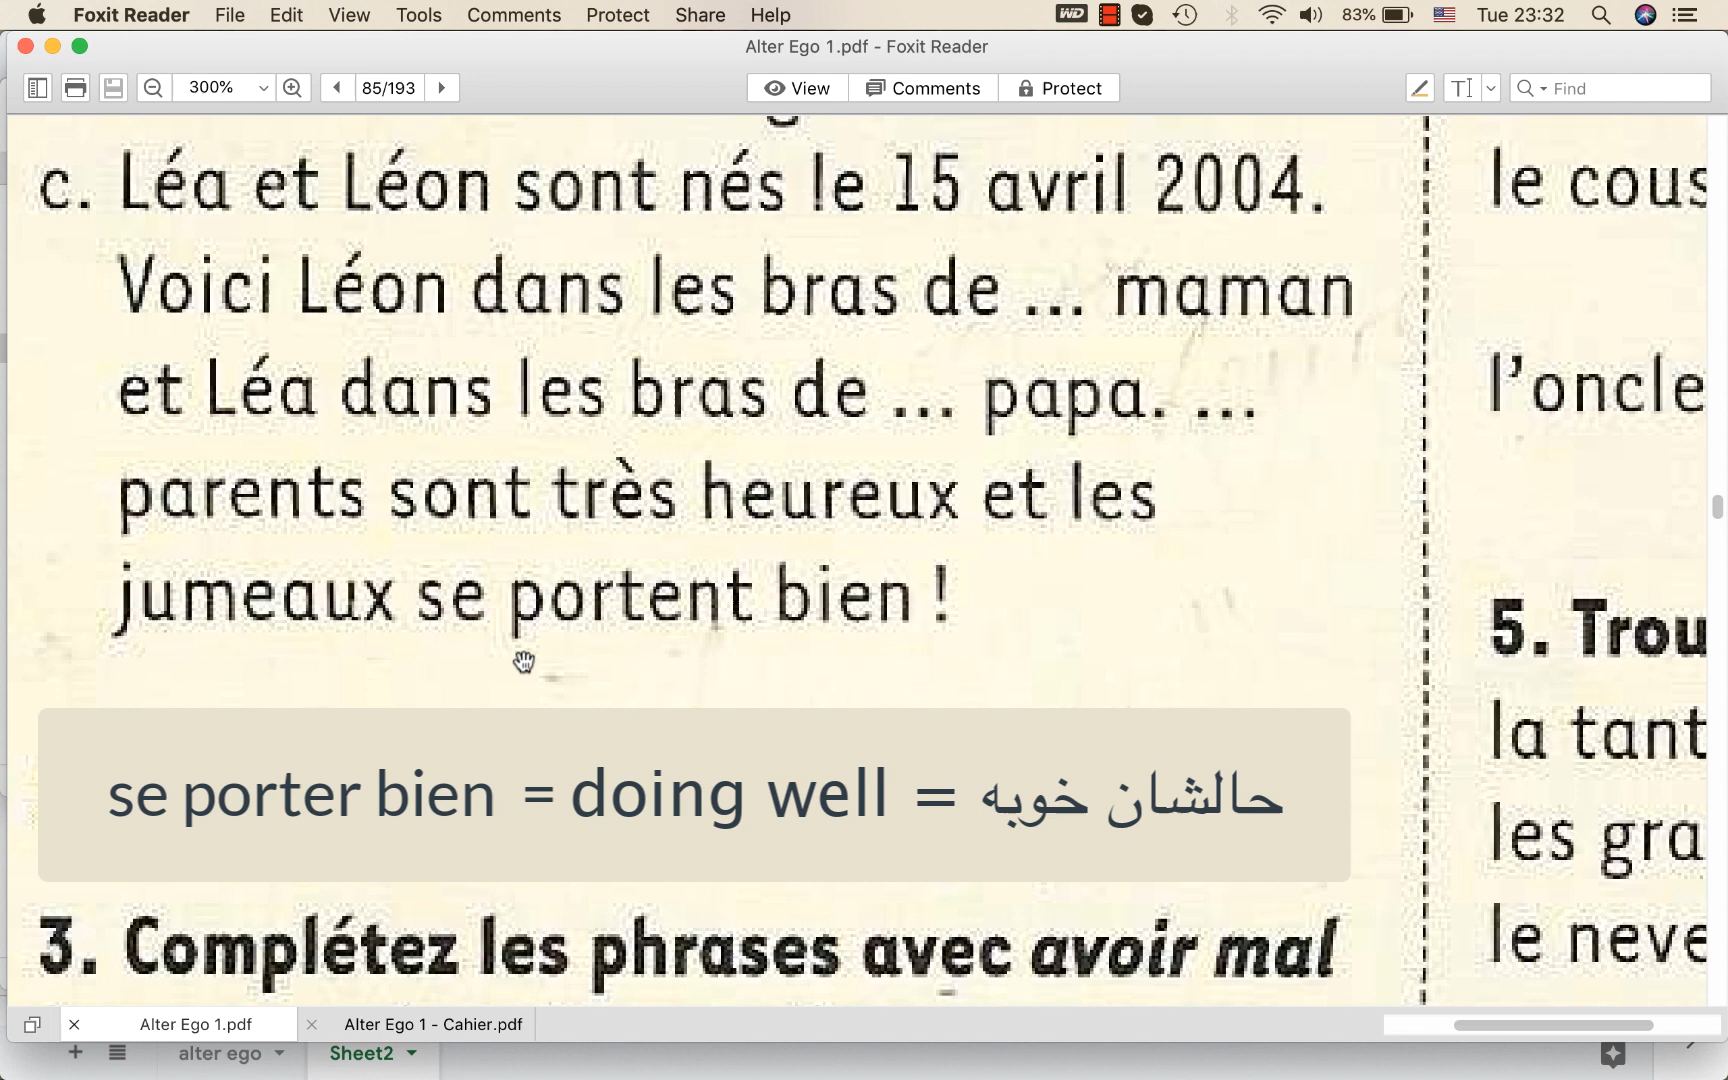 Foxit Reader File Edit View Tools Comments Protect Share Help WD 83% Tue 23:32
Alter Ego 1.pdf - Foxit Reader
300% 85/193 View Comments Protect Find
c. Léa et Léon sont nés le 15 avril 2004.
Voici Léon dans les bras de ... maman
et Léa dans les bras de ... papa. ...
parents sont très heureux et les
jumeaux se portent bien !
se porter bien = doing well = حالشان خوبه
3. Complétez les phrases avec avoir mal
le cous
l'oncle
5. Trou
la tant
les gra
le neve
Alter Ego 1.pdf Alter Ego 1 - Cahier.pdf
alter ego Sheet2